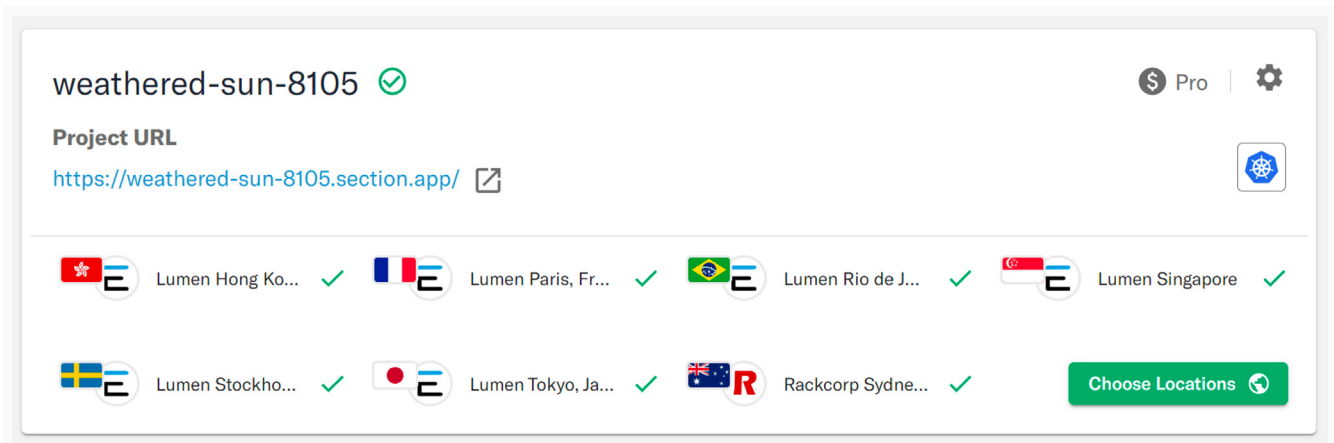 weathered-sun-8105
$ Pro
Project URL
https://weathered-sun-8105.section.app/
E Lumen Hong Ko... E Lumen Paris, Fr... E Lumen Rio de J... E Lumen Singapore
E Lumen Stockho... E Lumen Tokyo, Ja... R Rackcorp Sydne... Choose Locations